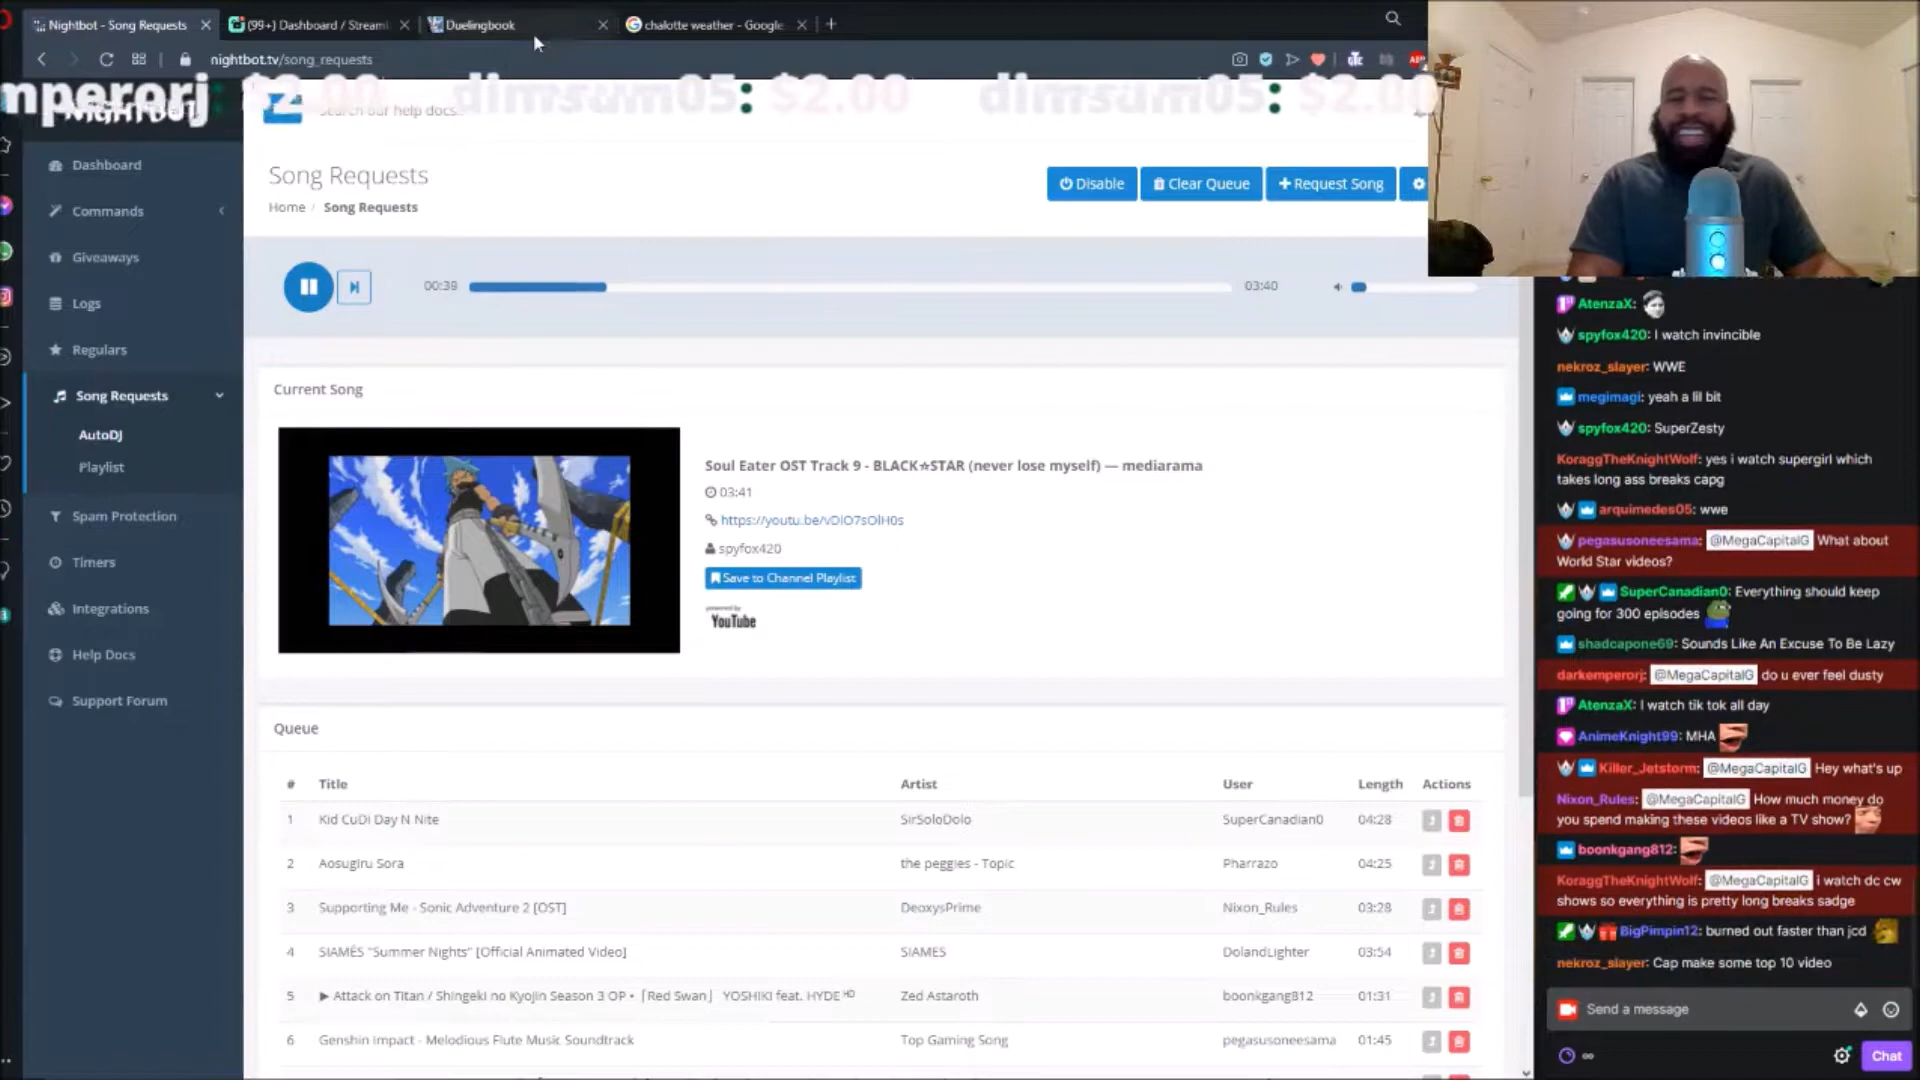 Nightbot - Song Requests
(99+) Dashboard / Streaml
Duelingbook
chalotte weather - Google
nightbot.tv/song_requests
mperorj: $2.00 dimsum05: $2.00 dimsum05: $2.00
Search our help docs...
Dashboard
Commands
Giveaways
Logs
Regulars
Song Requests
AutoDJ
Playlist
Spam Protection
Timers
Integrations
Help Docs
Support Forum
Song Requests
Home / Song Requests
Disable
Clear Queue
Request Song
00:39
03:40
Current Song
Soul Eater OST Track 9 - BLACK☆STAR (never lose myself) — mediarama
03:41
https://youtu.be/vDlO7sOlH0s
spyfox420
Save to Channel Playlist
powered by
YouTube
Queue
# Title Artist User Length Actions
1 Kid CuDi Day N Nite SirSoloDolo SuperCanadian0 04:28
2 Aosugiru Sora the peggies - Topic Pharrazo 04:25
3 Supporting Me - Sonic Adventure 2 [OST] DeoxysPrime Nixon_Rules 03:28
4 SIAMÉS "Summer Nights" [Official Animated Video] SIAMES DolandLighter 03:54
5 ▶ Attack on Titan / Shingeki no Kyojin Season 3 OP •「Red Swan」 YOSHIKI feat. HYDE ᴴᴰ Zed Astaroth boonkgang812 01:31
6 Genshin Impact - Melodious Flute Music Soundtrack Top Gaming Song pegasusoneesama 01:45
AtenzaX:
spyfox420: I watch invincible
nekroz_slayer: WWE
megimagi: yeah a lil bit
spyfox420: SuperZesty
KoraggTheKnightWolf: yes i watch supergirl which
takes long ass breaks capg
arquimedes05: wwe
pegasusoneesama: @MegaCapitalG What about
World Star videos?
SuperCanadian0: Everything should keep
going for 300 episodes
shadcapone69: Sounds Like An Excuse To Be Lazy
darkemperorj: @MegaCapitalG do u ever feel dusty
AtenzaX: I watch tik tok all day
AnimeKnight99: MHA
Killer_Jetstorm: @MegaCapitalG Hey what's up
Nixon_Rules: @MegaCapitalG How much money do
you spend making these videos like a TV show?
boonkgang812:
KoraggTheKnightWolf: @MegaCapitalG i watch dc cw
shows so everything is pretty long breaks sadge
BigPimpin12: burned out faster than jcd
nekroz_slayer: Cap make some top 10 video
Send a message
∞
Chat